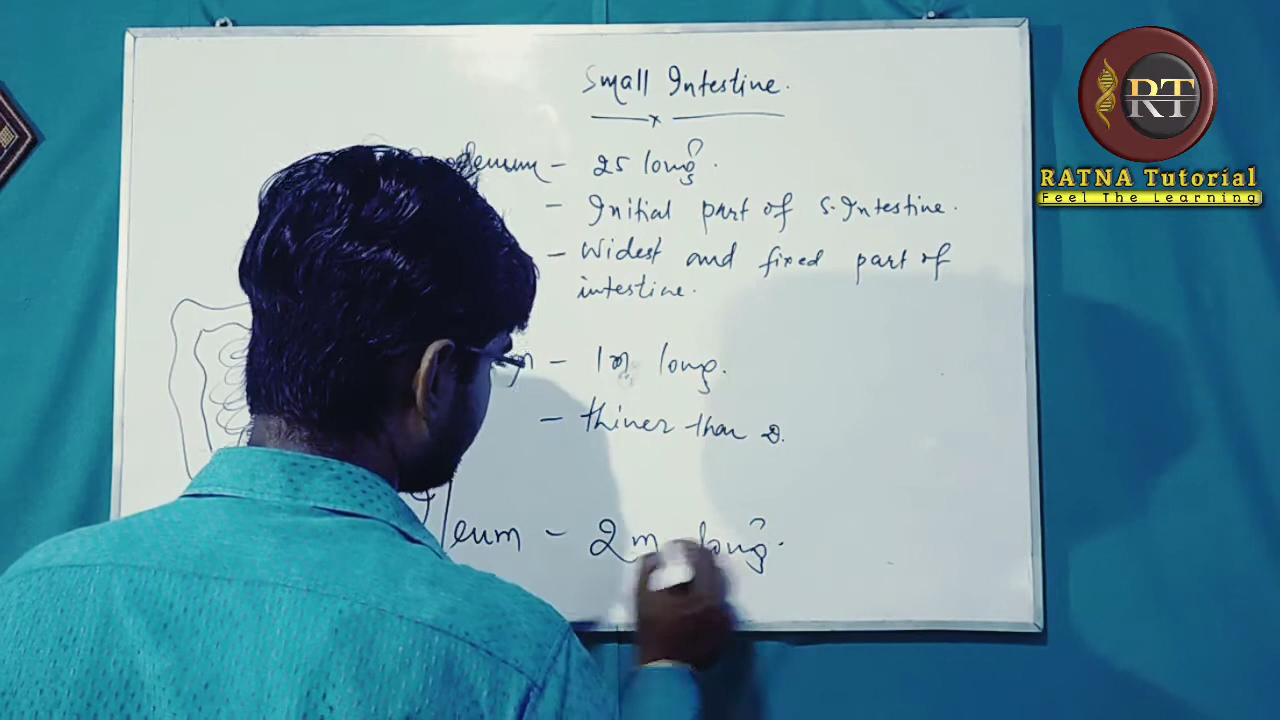 Small Intestine.
RT
RATNA Tutorial
Feel The Learning
denum - 25 long.
- Initial part of S. Intestine.
- Widest and fixed part of
intestine.
n - 1m long.
- thiner than D.
Ileum - 2m long.